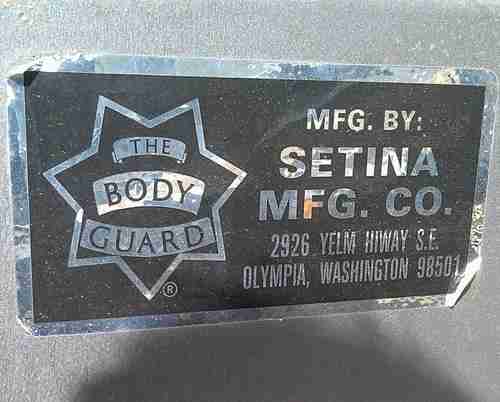 THE
BODY
GUARD
®
MFG. BY:
SETINA
MFG. CO.
2926 YELM HIWAY S.E.
OLYMPIA, WASHINGTON 98501